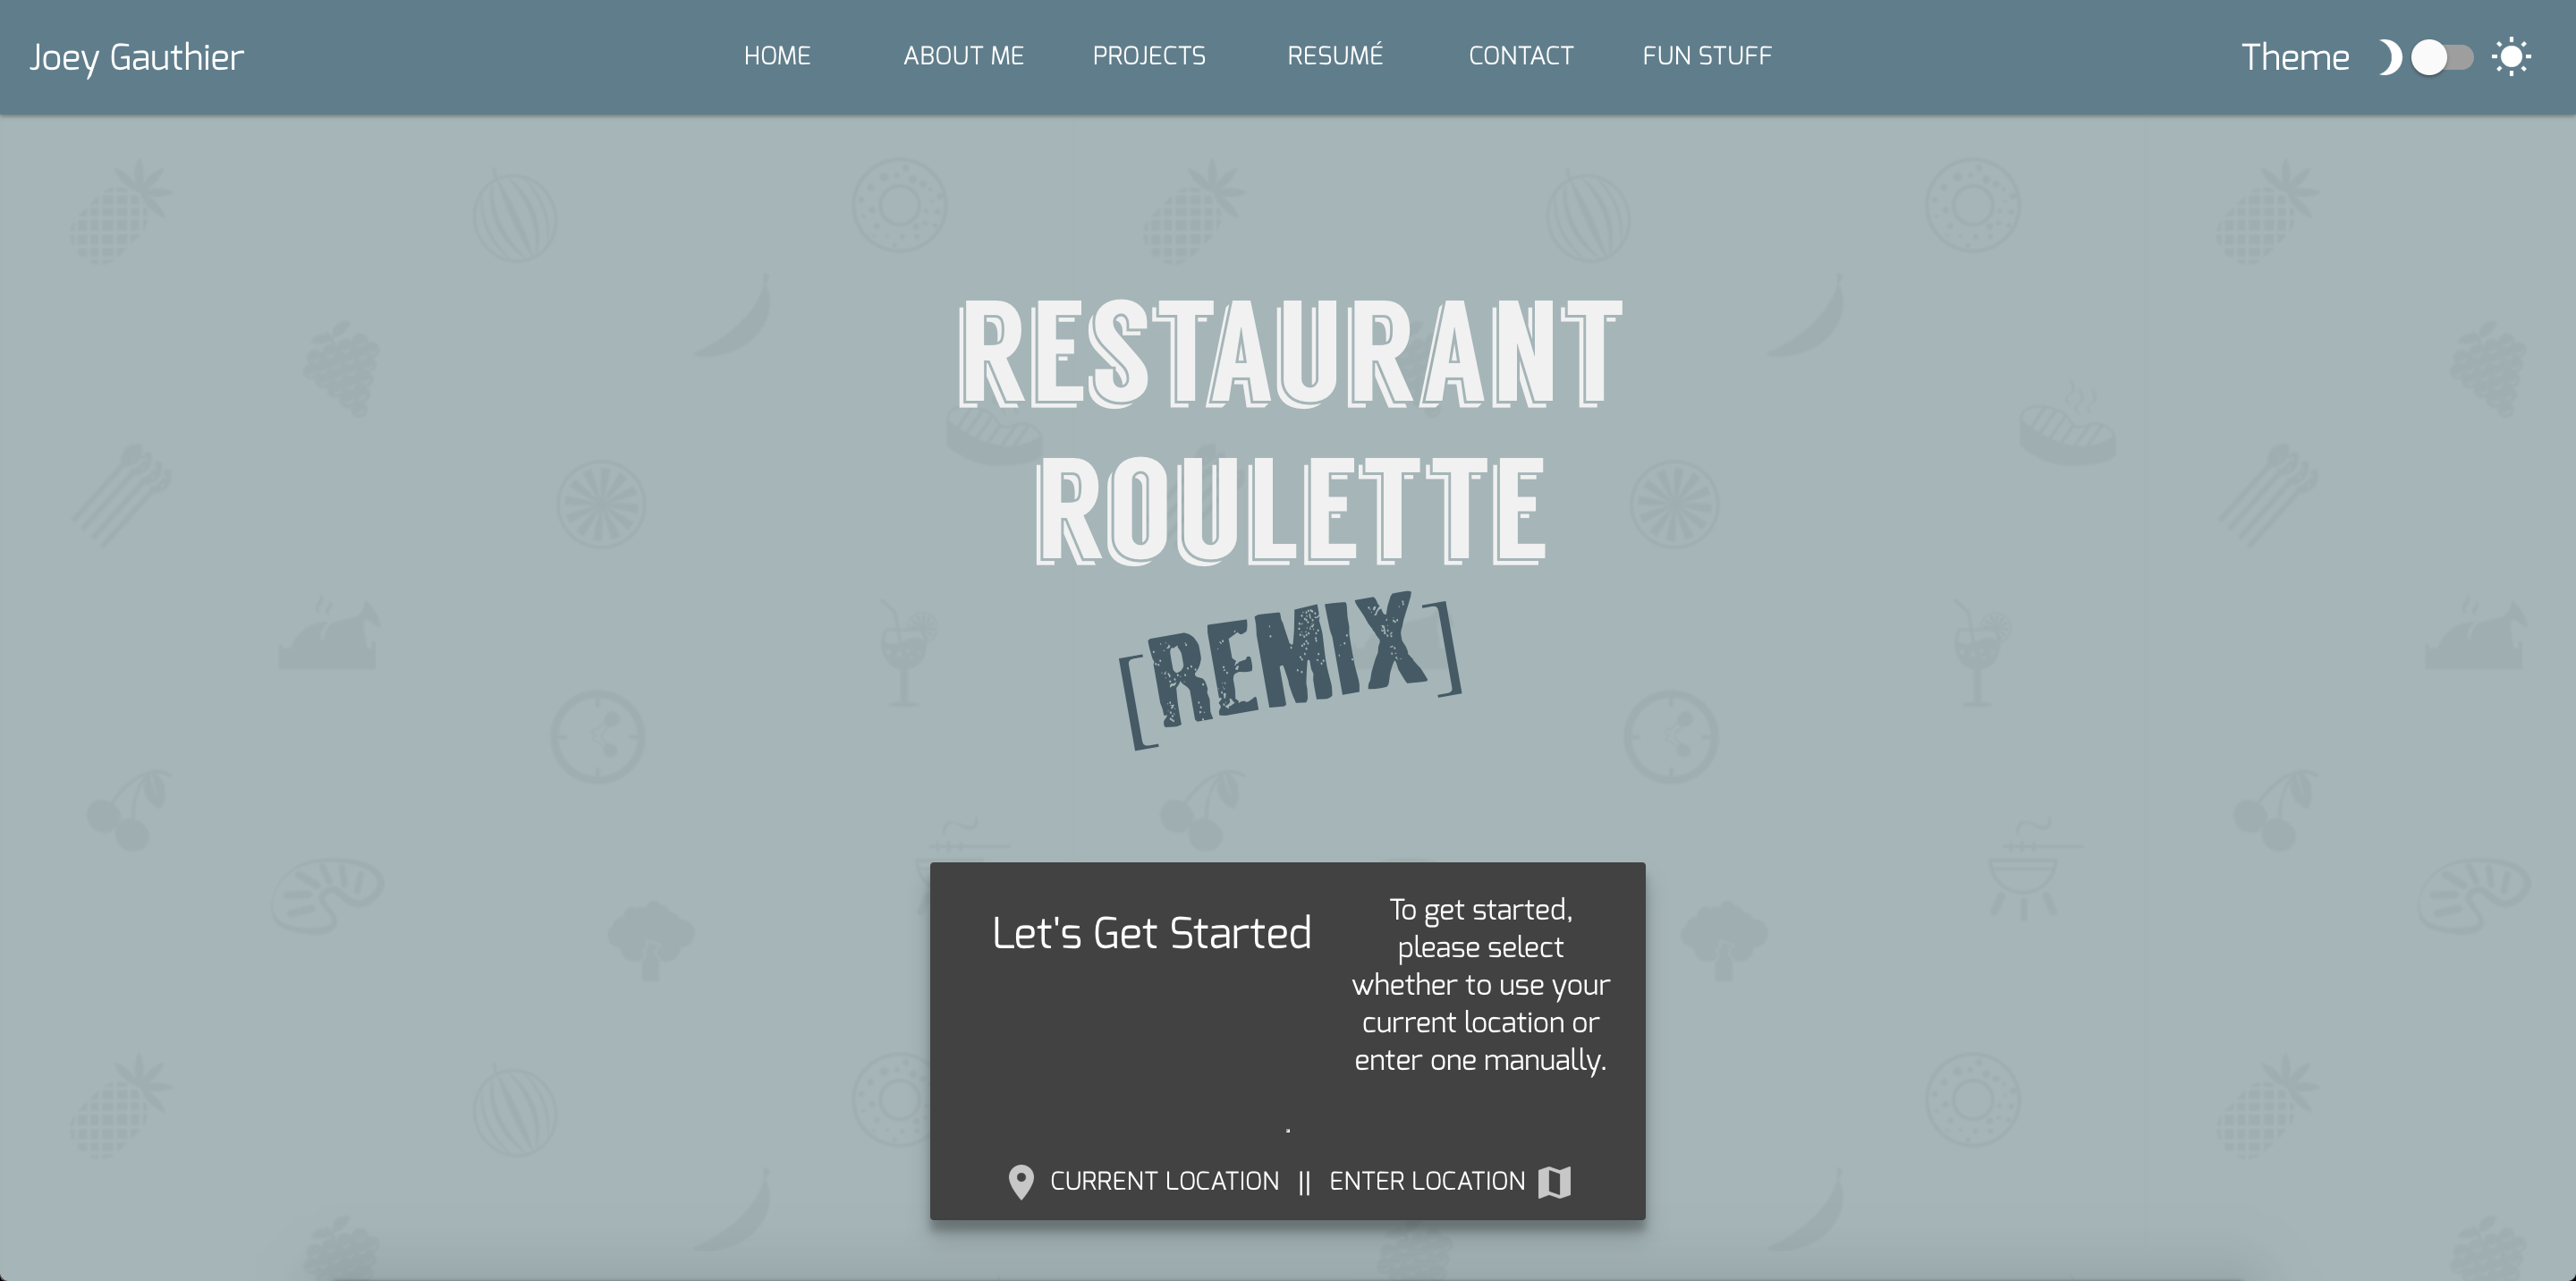 Joey Gauthier
HOME
ABOUT ME
PROJECTS
RESUMÉ
CONTACT
FUN STUFF
Theme
RESTAURANT
ROULETTE
[REMIX]
Let's Get Started
To get started,
please select
whether to use your
current location or
enter one manually.
.
CURRENT LOCATION || ENTER LOCATION